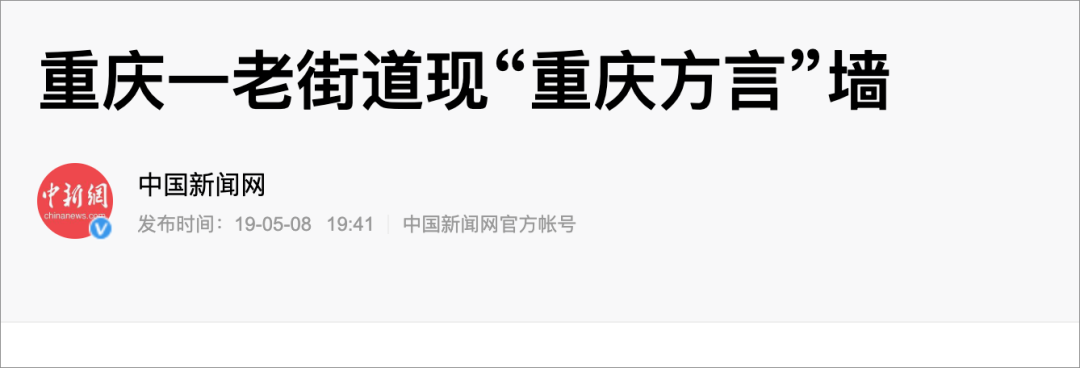 重庆一老街道现“重庆方言”墙
中国新闻网
中新網
chinanews.com
发布时间：19-05-08 19:41 中国新闻网官方帐号